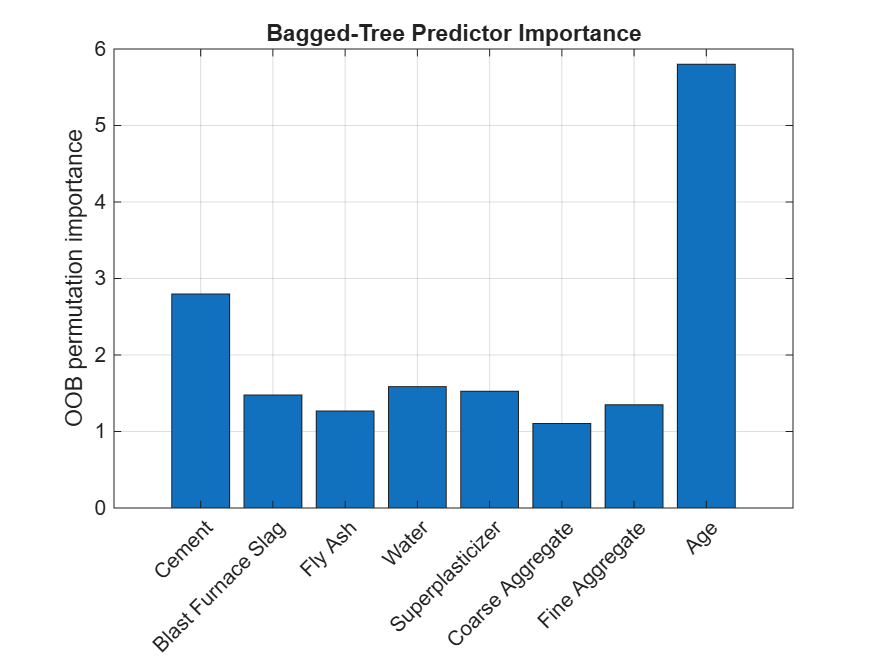 Bagged-Tree Predictor Importance
OOB permutation importance
6
5
4
3
2
1
0
Cement
Blast Furnace Slag
Fly Ash
Water
Superplasticizer
Coarse Aggregate
Fine Aggregate
Age